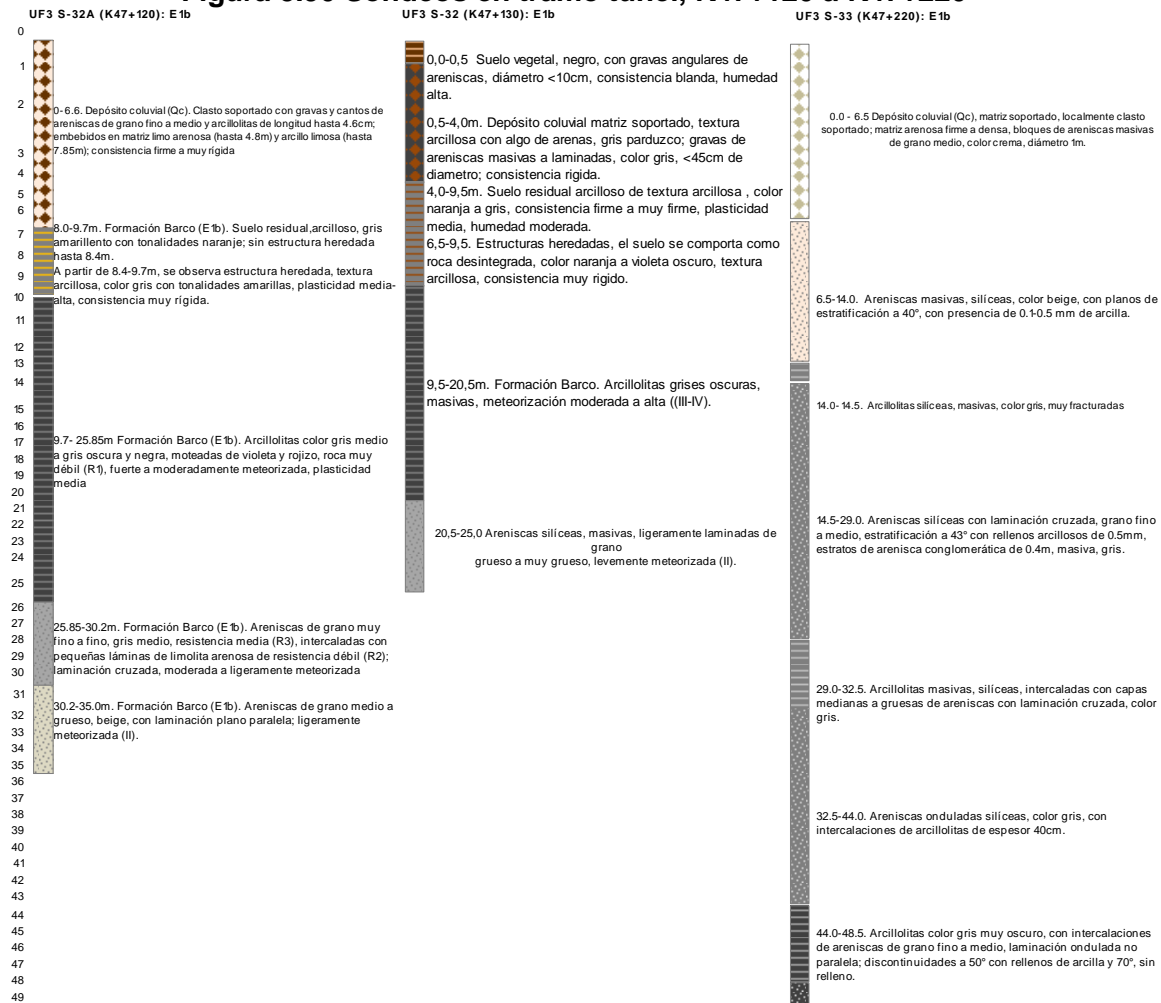 UF3 S-32A (K47+120): E1b
0- 6.6. Depósito coluvial (Qc). Clasto soportado con gravas y cantos de
areniscas de grano fino a medio y arcillolitas de longitud hasta 4.6cm;
embebidos en matriz limo arenosa (hasta 4.8m) y arcillo limosa (hasta
7.85m); consistencia firme a muy rígida
8.0-9.7m. Formación Barco (E1b). Suelo residual,arcilloso, gris
amarillento con tonalidades naranje; sin estructura heredada
hasta 8.4m.
A partir de 8.4-9.7m, se observa estructura heredada, textura
arcillosa, color gris con tonalidades amarillas, plasticidad media-
alta, consistencia muy rígida.
9.7- 25.85m Formación Barco (E1b). Arcillolitas color gris medio
a gris oscura y negra, moteadas de violeta y rojizo, roca muy
débil (R1), fuerte a moderadamente meteorizada, plasticidad
media
25.85-30.2m. Formación Barco (E1b). Areniscas de grano muy
fino a fino, gris medio, resistencia media (R3), intercaladas con
pequeñas láminas de limolita arenosa de resistencia débil (R2);
laminación cruzada, moderada a ligeramente meteorizada
30.2-35.0m. Formación Barco (E1b). Areniscas de grano medio a
grueso, beige, con laminación plano paralela; ligeramente
meteorizada (II).
UF3 S-32 (K47+130): E1b
0,0-0,5 Suelo vegetal, negro, con gravas angulares de
areniscas, diámetro <10cm, consistencia blanda, humedad
alta.
0,5-4,0m. Depósito coluvial matriz soportado, textura
arcillosa con algo de arenas, gris parduzco; gravas de
areniscas masivas a laminadas, color gris, <45cm de
diametro; consistencia rigida.
4,0-9,5m. Suelo residual arcilloso de textura arcillosa , color
naranja a gris, consistencia firme a muy firme, plasticidad
media, humedad moderada.
6,5-9,5. Estructuras heredadas, el suelo se comporta como
roca desintegrada, color naranja a violeta oscuro, textura
arcillosa, consistencia muy rigido.
9,5-20,5m. Formación Barco. Arcillolitas grises oscuras,
masivas, meteorización moderada a alta ((III-IV).
20,5-25,0 Areniscas silíceas, masivas, ligeramente laminadas de
grano
grueso a muy grueso, levemente meteorizada (II).
UF3 S-33 (K47+220): E1b
0.0 - 6.5 Depósito coluvial (Qc), matriz soportado, localmente clasto
soportado; matriz arenosa firme a densa, bloques de areniscas masivas
de grano medio, color crema, diámetro 1m.
6.5-14.0. Areniscas masivas, silíceas, color beige, con planos de
estratificación a 40°, con presencia de 0.1-0.5 mm de arcilla.
14.0- 14.5. Arcillolitas silíceas, masivas, color gris, muy fracturadas
14.5-29.0. Areniscas silíceas con laminación cruzada, grano fino
a medio, estratificación a 43° con rellenos arcillosos de 0.5mm,
estratos de arenisca conglomerática de 0.4m, masiva, gris.
29.0-32.5. Arcillolitas masivas, silíceas, intercaladas con capas
medianas a gruesas de areniscas con laminación cruzada, color
gris.
32.5-44.0. Areniscas onduladas silíceas, color gris, con
intercalaciones de arcillolitas de espesor 40cm.
44.0-48.5. Arcillolitas color gris muy oscuro, con intercalaciones
de areniscas de grano fino a medio, laminación ondulada no
paralela; discontinuidades a 50° con rellenos de arcilla y 70°, sin
relleno.
0
1
2
3
4
5
6
7
8
9
10
11
12
13
14
15
16
17
18
19
20
21
22
23
24
25
26
27
28
29
30
31
32
33
34
35
36
37
38
39
40
41
42
43
44
45
46
47
48
49